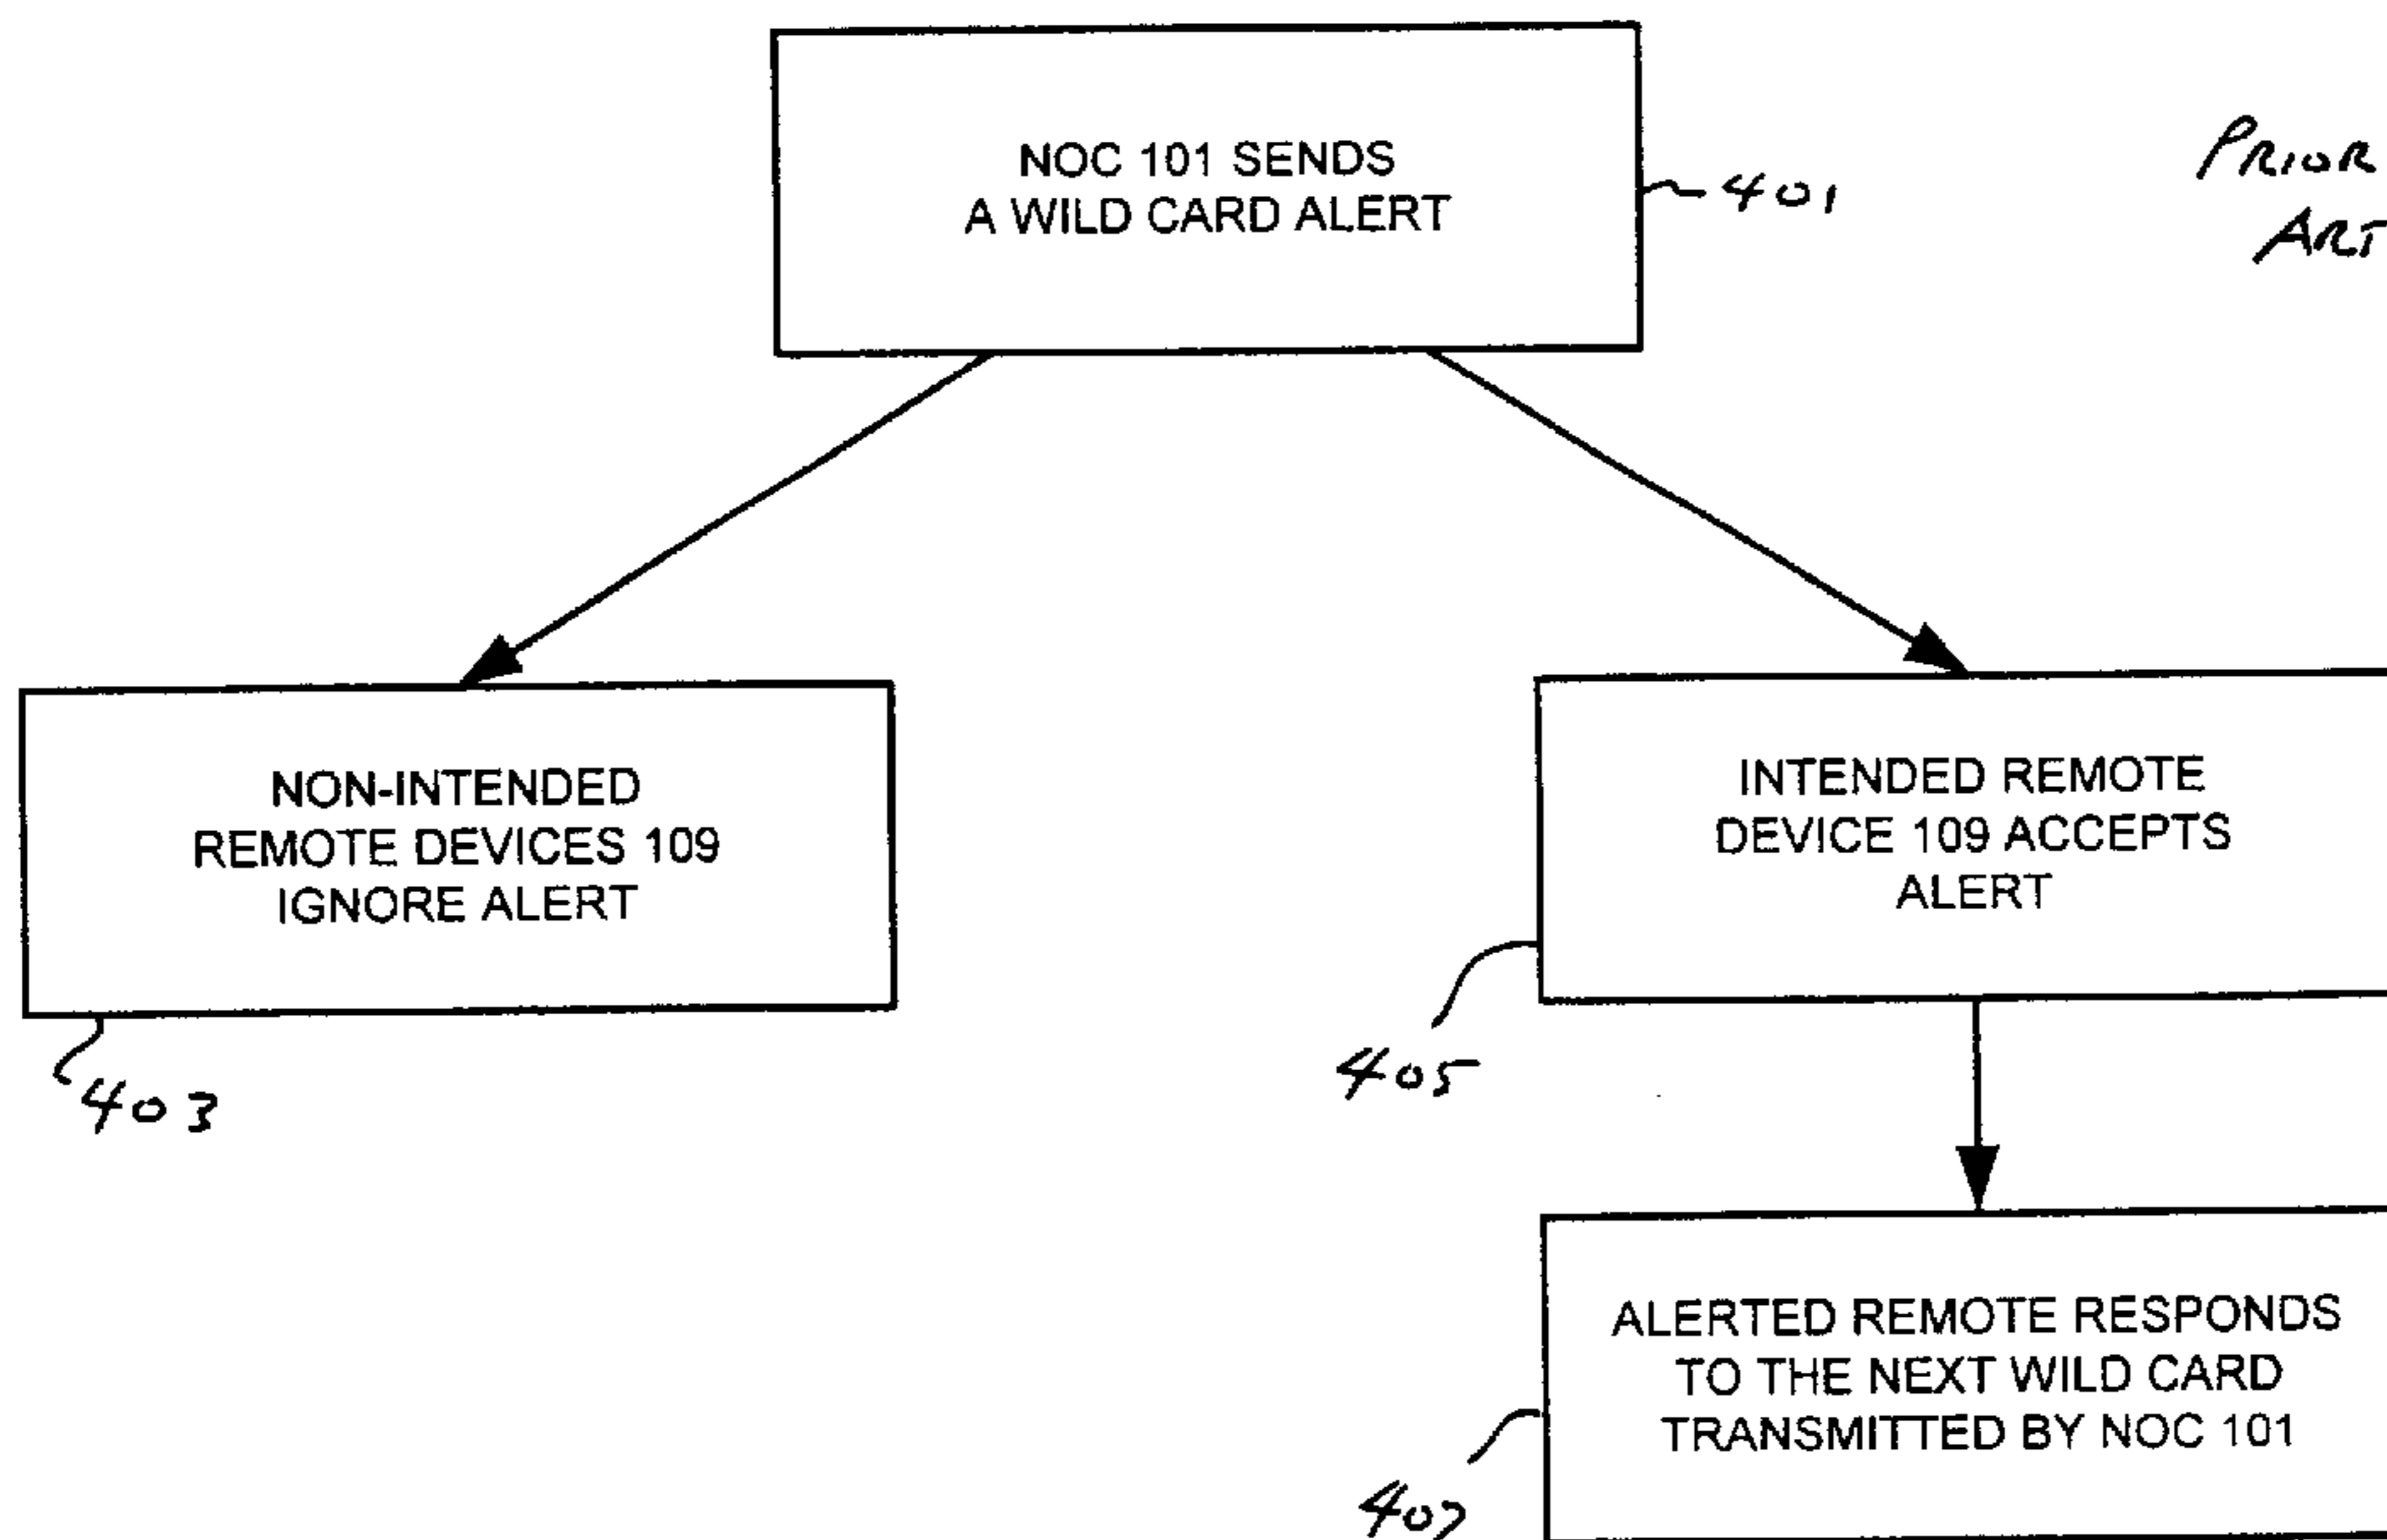 NOC 101 SENDS
A WILD CARD ALERT
401
PRIOR
ART
NON-INTENDED
REMOTE DEVICES 109
IGNORE ALERT
403
INTENDED REMOTE
DEVICE 109 ACCEPTS
ALERT
405
ALERTED REMOTE RESPONDS
TO THE NEXT WILD CARD
TRANSMITTED BY NOC 101
407